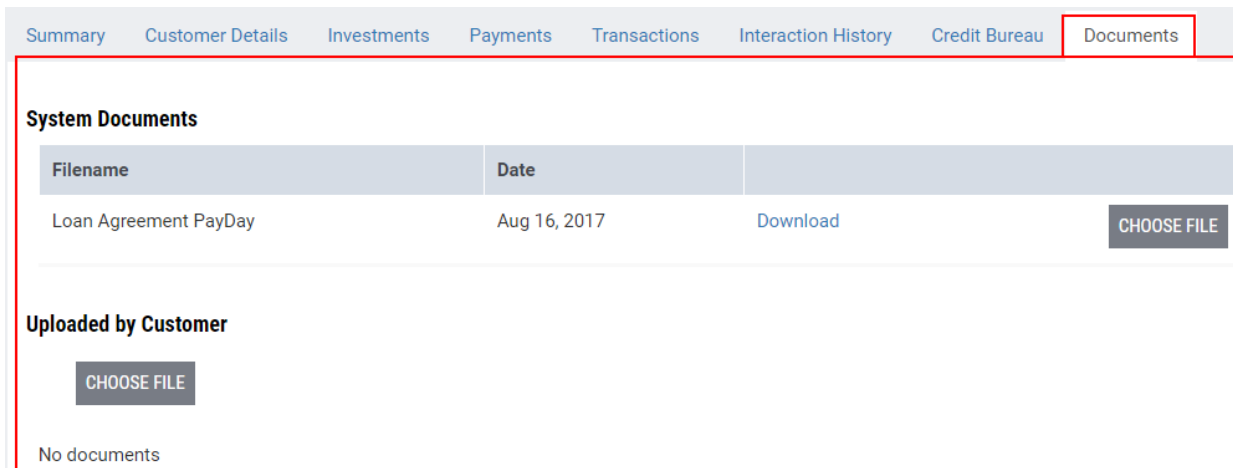 Summary Customer Details Investments Payments Transactions Interaction History Credit Bureau Documents
System Documents
Filename Date
Loan Agreement PayDay Aug 16, 2017 Download CHOOSE FILE
Uploaded by Customer
CHOOSE FILE
No documents